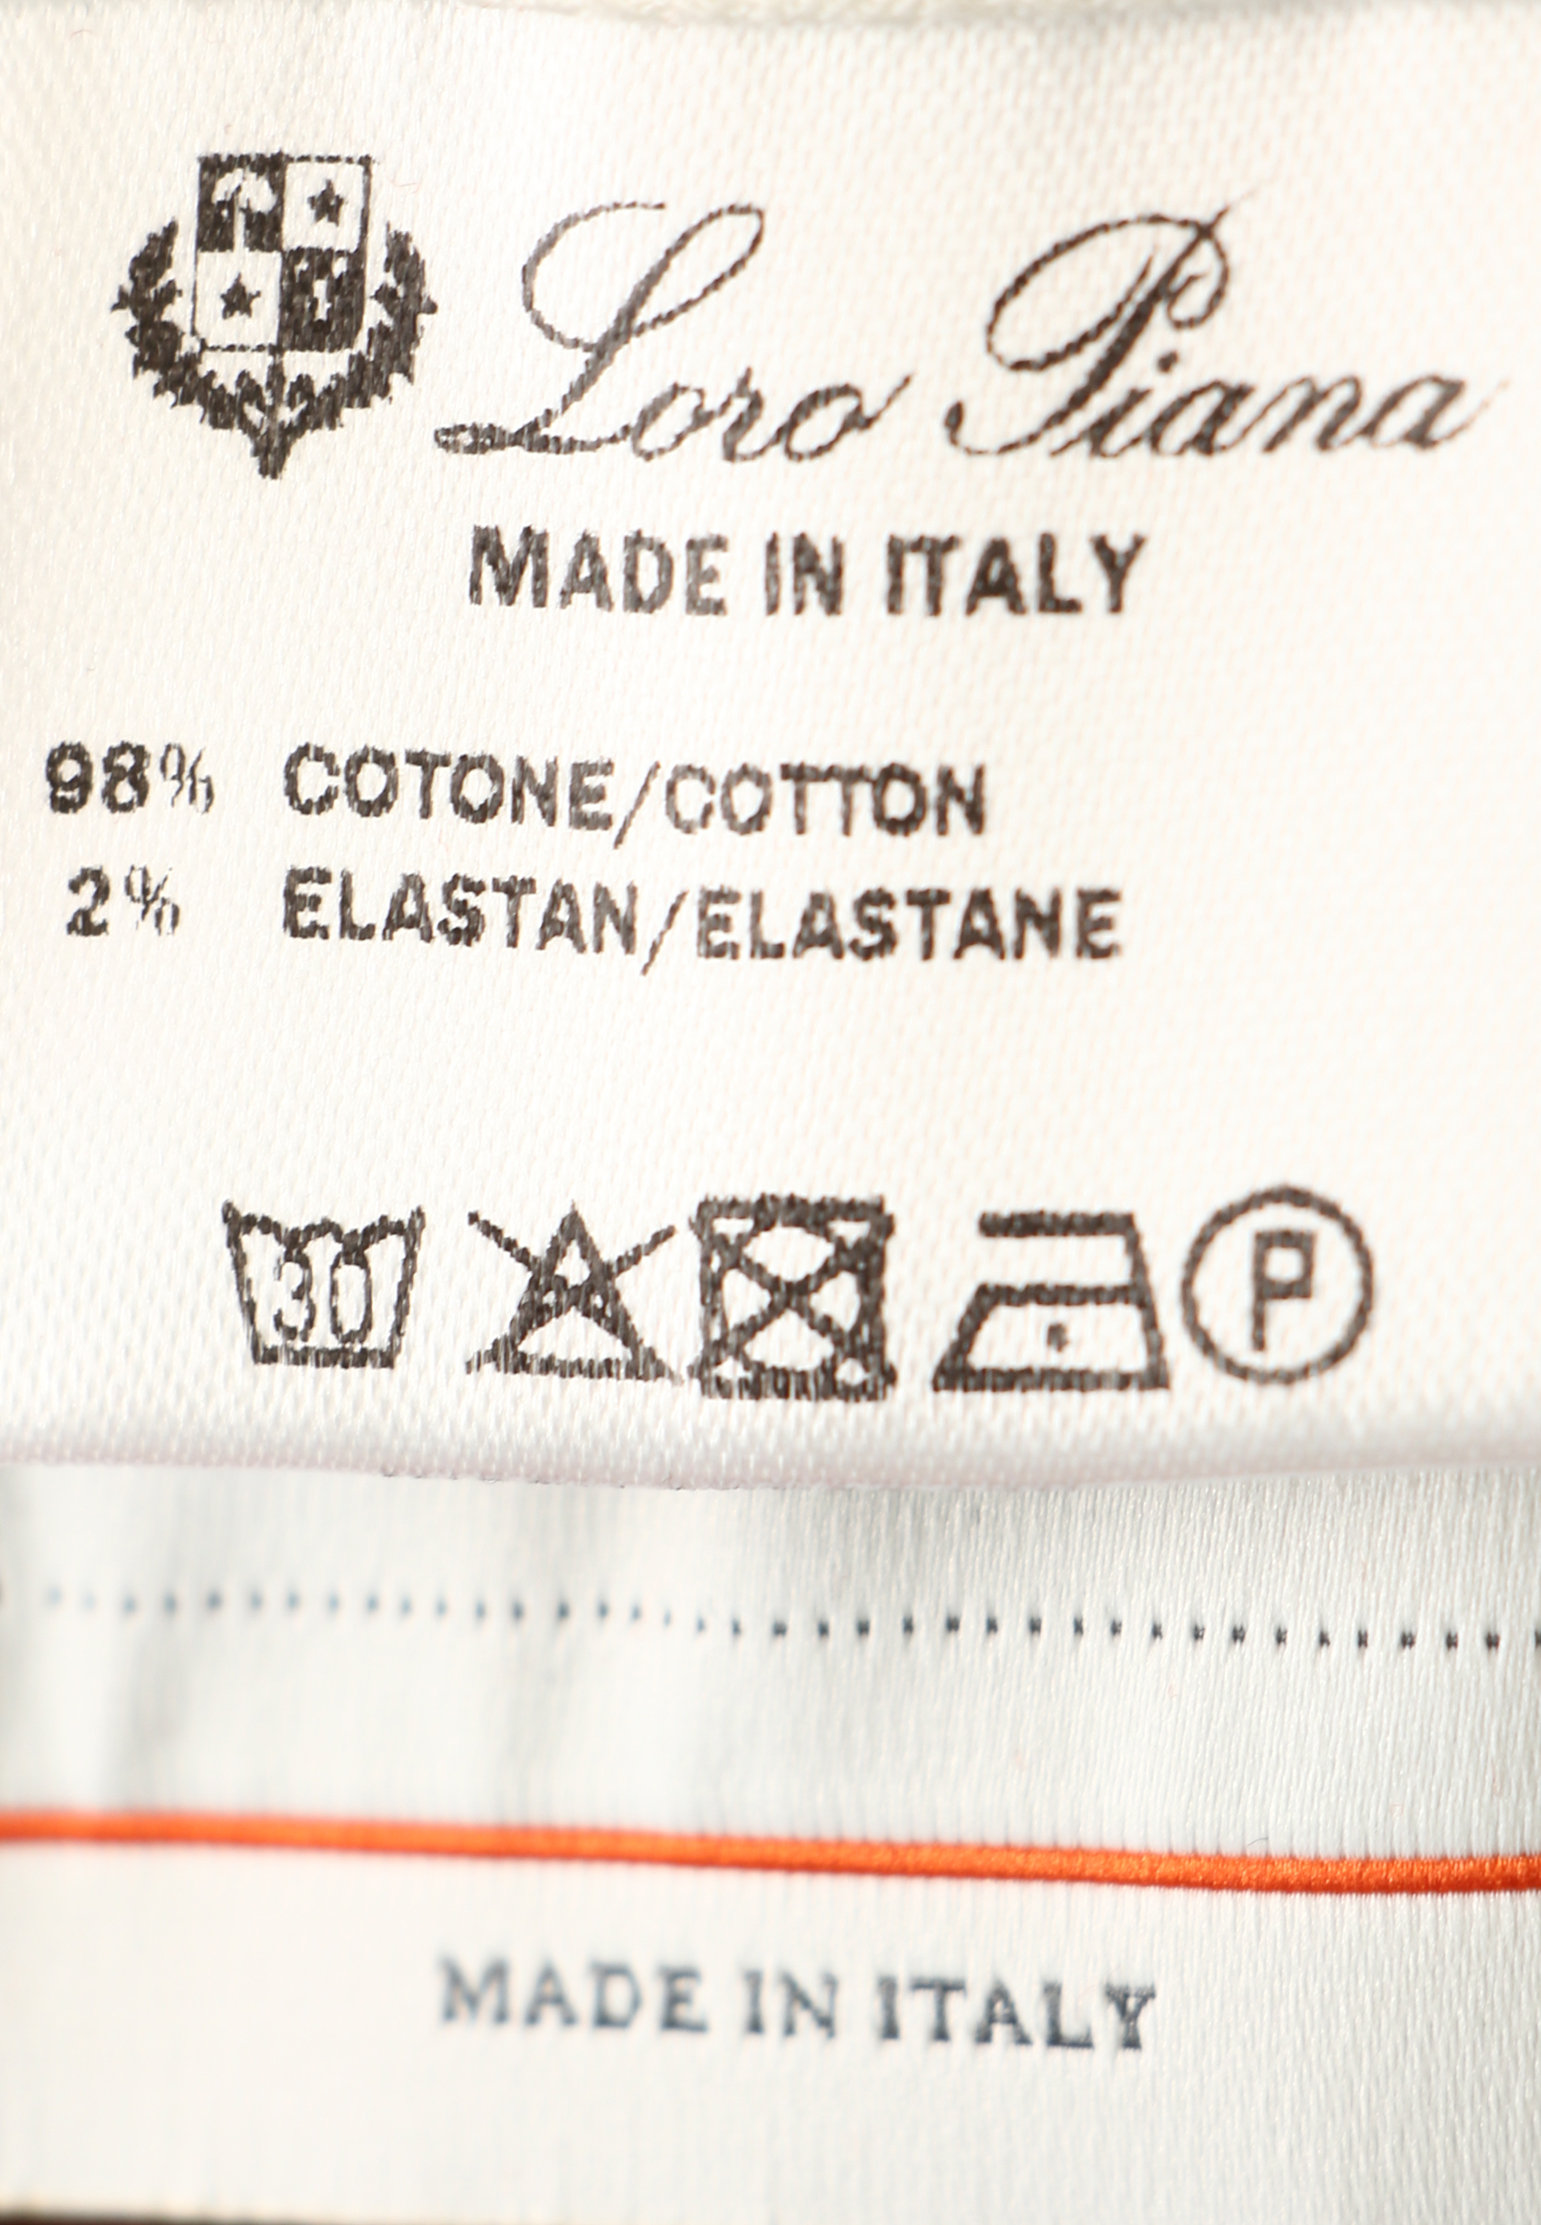 Loro Piana
MADE IN ITALY
98% COTONE/COTTON
2% ELASTAN/ELASTANE
30 P
MADE IN ITALY